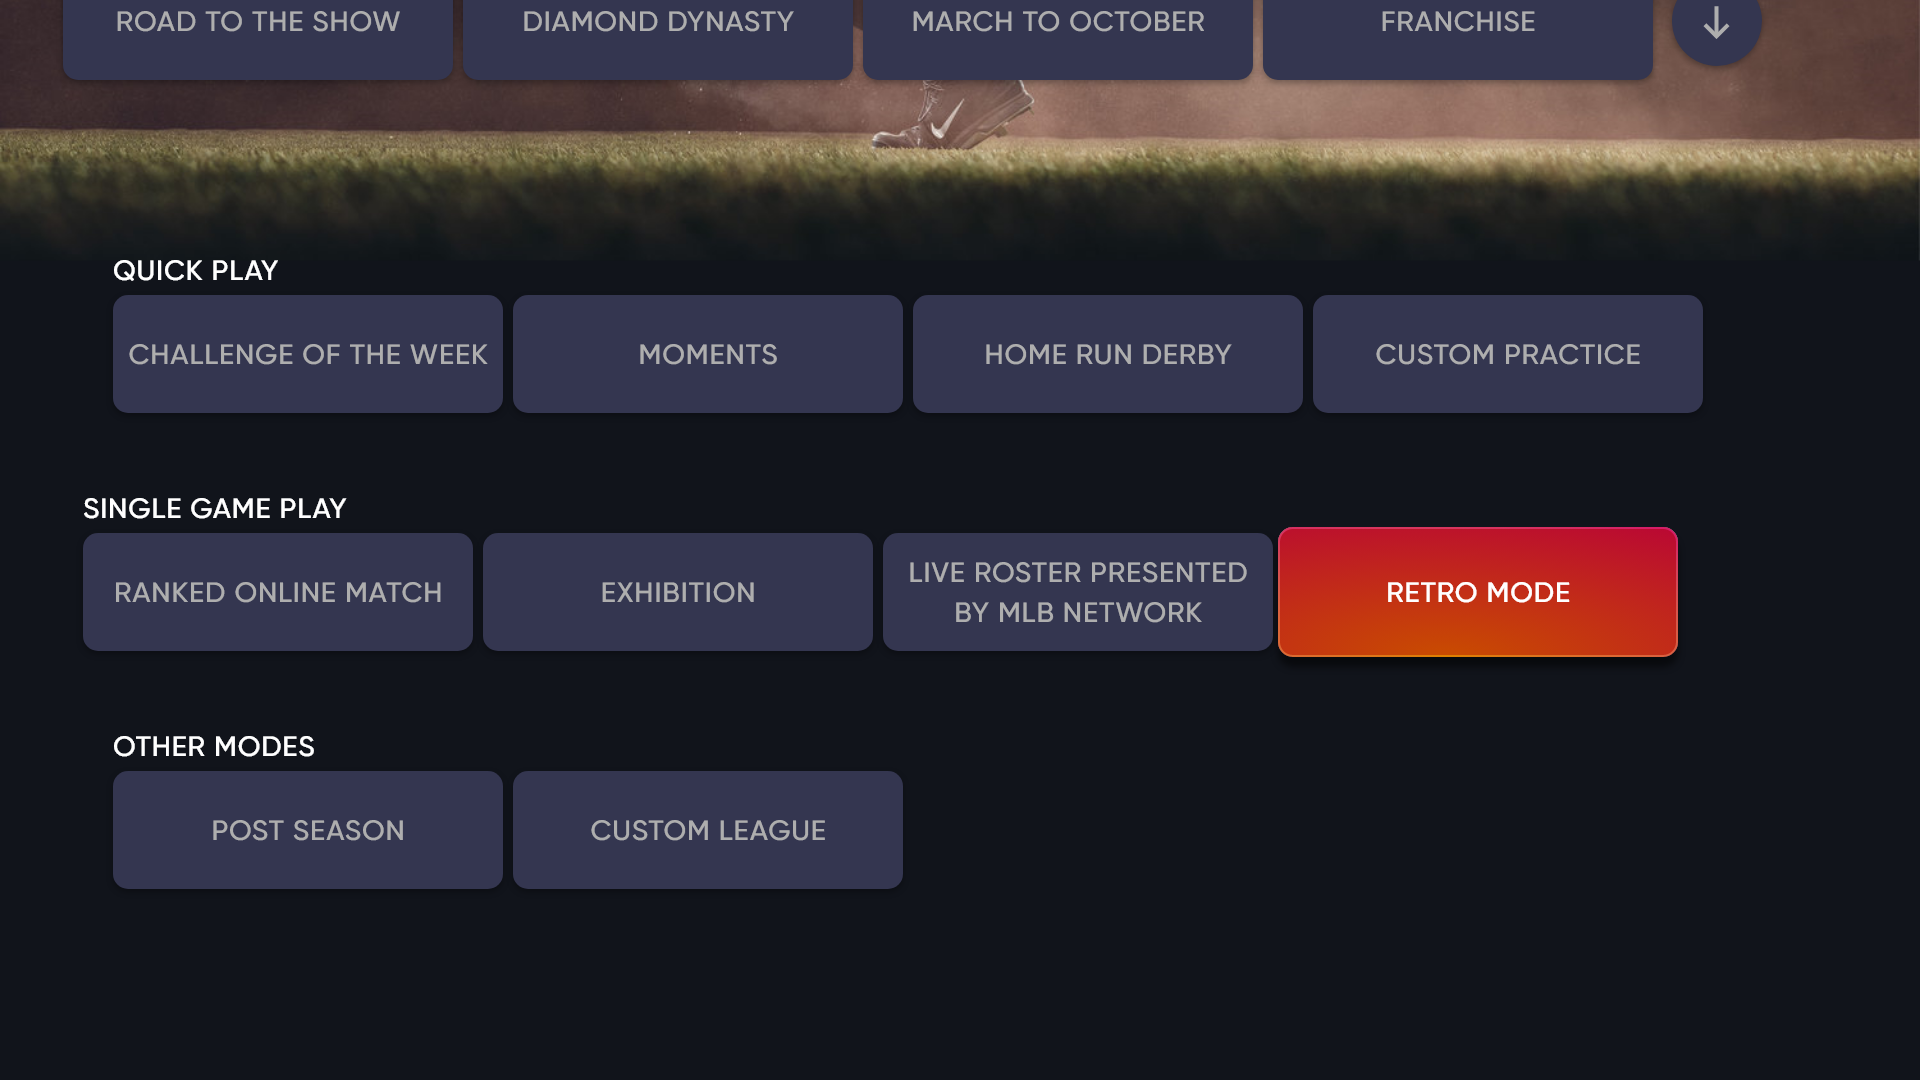 ROAD TO THE SHOW
DIAMOND DYNASTY
MARCH TO OCTOBER
FRANCHISE
QUICK PLAY
CHALLENGE OF THE WEEK
MOMENTS
HOME RUN DERBY
CUSTOM PRACTICE
SINGLE GAME PLAY
RANKED ONLINE MATCH
EXHIBITION
LIVE ROSTER PRESENTED
BY MLB NETWORK
RETRO MODE
OTHER MODES
POST SEASON
CUSTOM LEAGUE